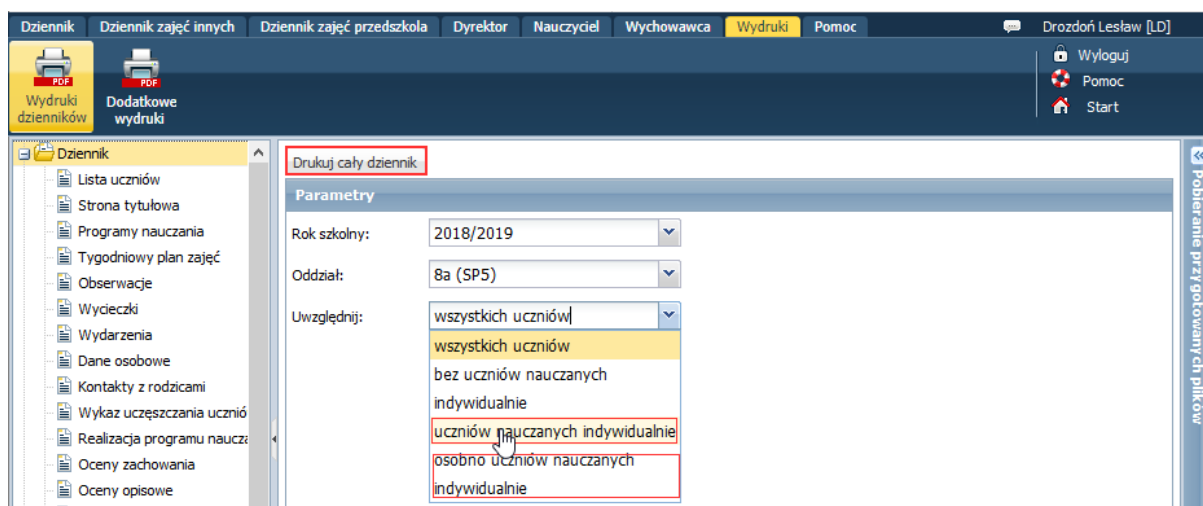 Dziennik Dziennik zajęć innych Dziennik zajęć przedszkola Dyrektor Nauczyciel Wychowawca Wydruki Pomoc Drozdoń Lesław [LD]
PDF
Wydruki
dzienników
PDF
Dodatkowe
wydruki
Wyloguj
Pomoc
Start
Dziennik
Lista uczniów
Strona tytułowa
Programy nauczania
Tygodniowy plan zajęć
Obserwacje
Wycieczki
Wydarzenia
Dane osobowe
Kontakty z rodzicami
Wykaz uczęszczania ucznió
Realizacja programu naucza
Oceny zachowania
Oceny opisowe
Drukuj cały dziennik
Parametry
Rok szkolny: 2018/2019
Oddział: 8a (SP5)
Uwzględnij: wszystkich uczniów
wszystkich uczniów
bez uczniów nauczanych
indywidualnie
uczniów nauczanych indywidualnie
osobno uczniów nauczanych
indywidualnie
Pobieranie przygotowanych plików